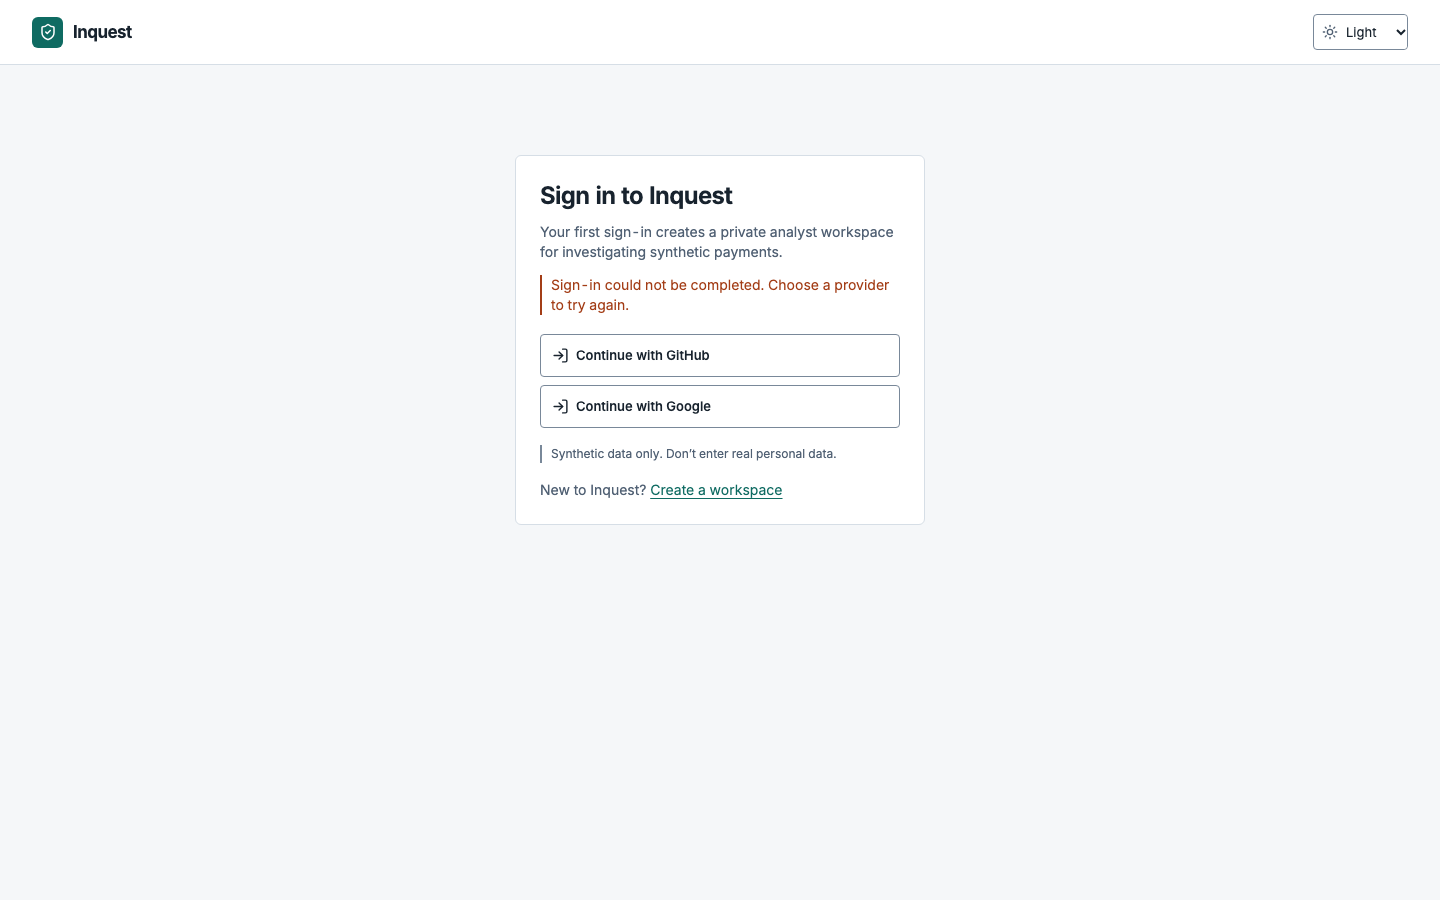 Inquest
Light
Sign in to Inquest
Your first sign-in creates a private analyst workspace
for investigating synthetic payments.
Sign-in could not be completed. Choose a provider
to try again.
Continue with GitHub
Continue with Google
Synthetic data only. Don’t enter real personal data.
New to Inquest? Create a workspace